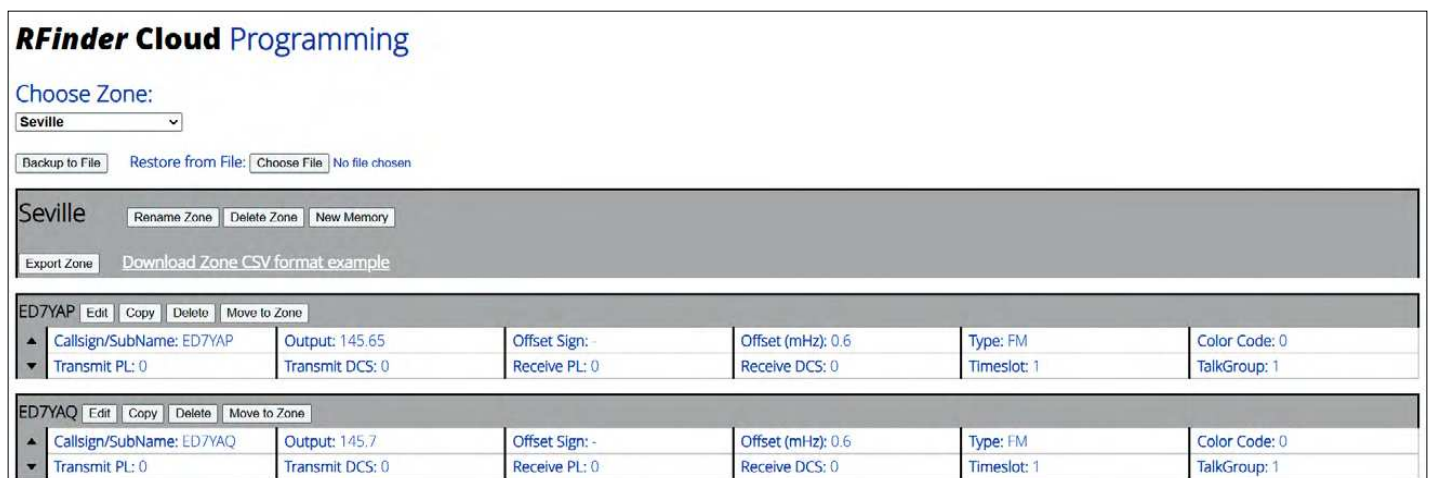 RFinder Cloud Programming
Choose Zone:
Seville
Backup to File Restore from File: Choose File No file chosen
Seville Rename Zone Delete Zone New Memory
Export Zone Download Zone CSV format example
ED7YAP Edit Copy Delete Move to Zone
Callsign/SubName: ED7YAP Output: 145.65 Offset Sign: - Offset (mHz): 0.6 Type: FM Color Code: 0
Transmit PL: 0 Transmit DCS: 0 Receive PL: 0 Receive DCS: 0 Timeslot: 1 TalkGroup: 1
ED7YAQ Edit Copy Delete Move to Zone
Callsign/SubName: ED7YAQ Output: 145.7 Offset Sign: - Offset (mHz): 0.6 Type: FM Color Code: 0
Transmit PL: 0 Transmit DCS: 0 Receive PL: 0 Receive DCS: 0 Timeslot: 1 TalkGroup: 1